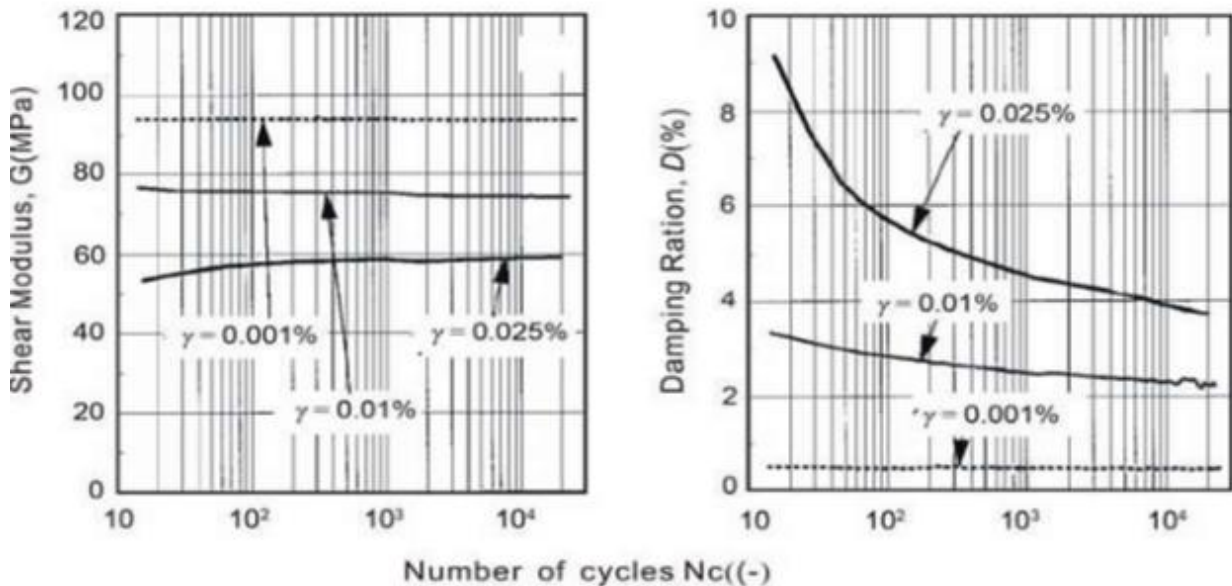 Shear Modulus, G(MPa)
120
100
80
60
40
20
0
γ=0.001%
γ=0.025%
γ=0.01%
10
10²
10³
10⁴
Damping Ration, D(%)
10
8
6
4
2
0
γ=0.025%
γ=0.01%
γ=0.001%
10
10²
10³
10⁴
Number of cycles Nc((-)